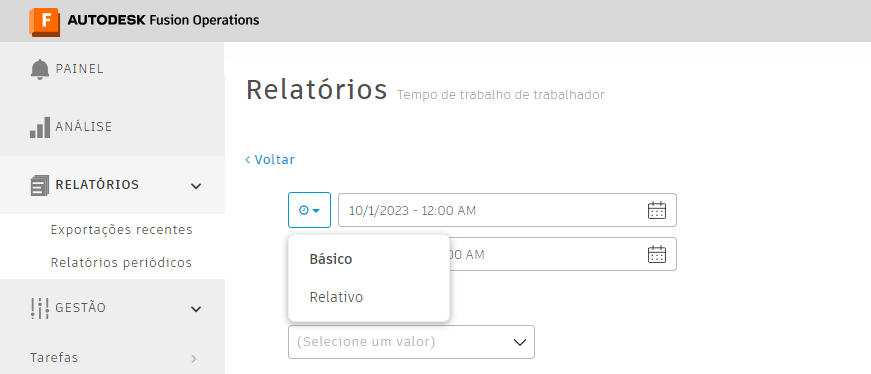 F AUTODESK Fusion Operations
PAINEL
ANÁLISE
RELATÓRIOS
Exportações recentes
Relatórios periódicos
GESTÃO
Tarefas
Relatórios Tempo de trabalho de trabalhador
< Voltar
10/1/2023 - 12:00 AM
:00 AM
Básico
Relativo
(Selecione um valor)